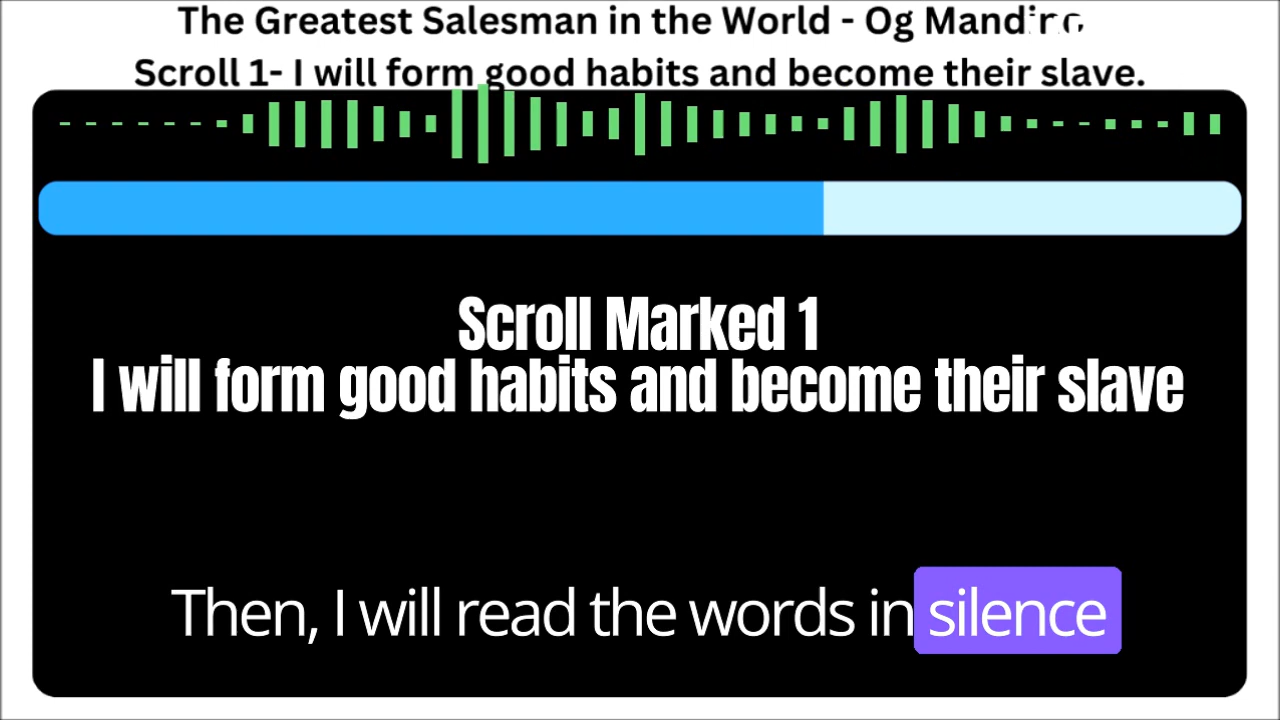 The Greatest Salesman in the World - Og
Scroll 1- I will form good habits and become their slave.
Scroll Marked 1
I will form good habits and become their slave
Then, I will read the words in silence